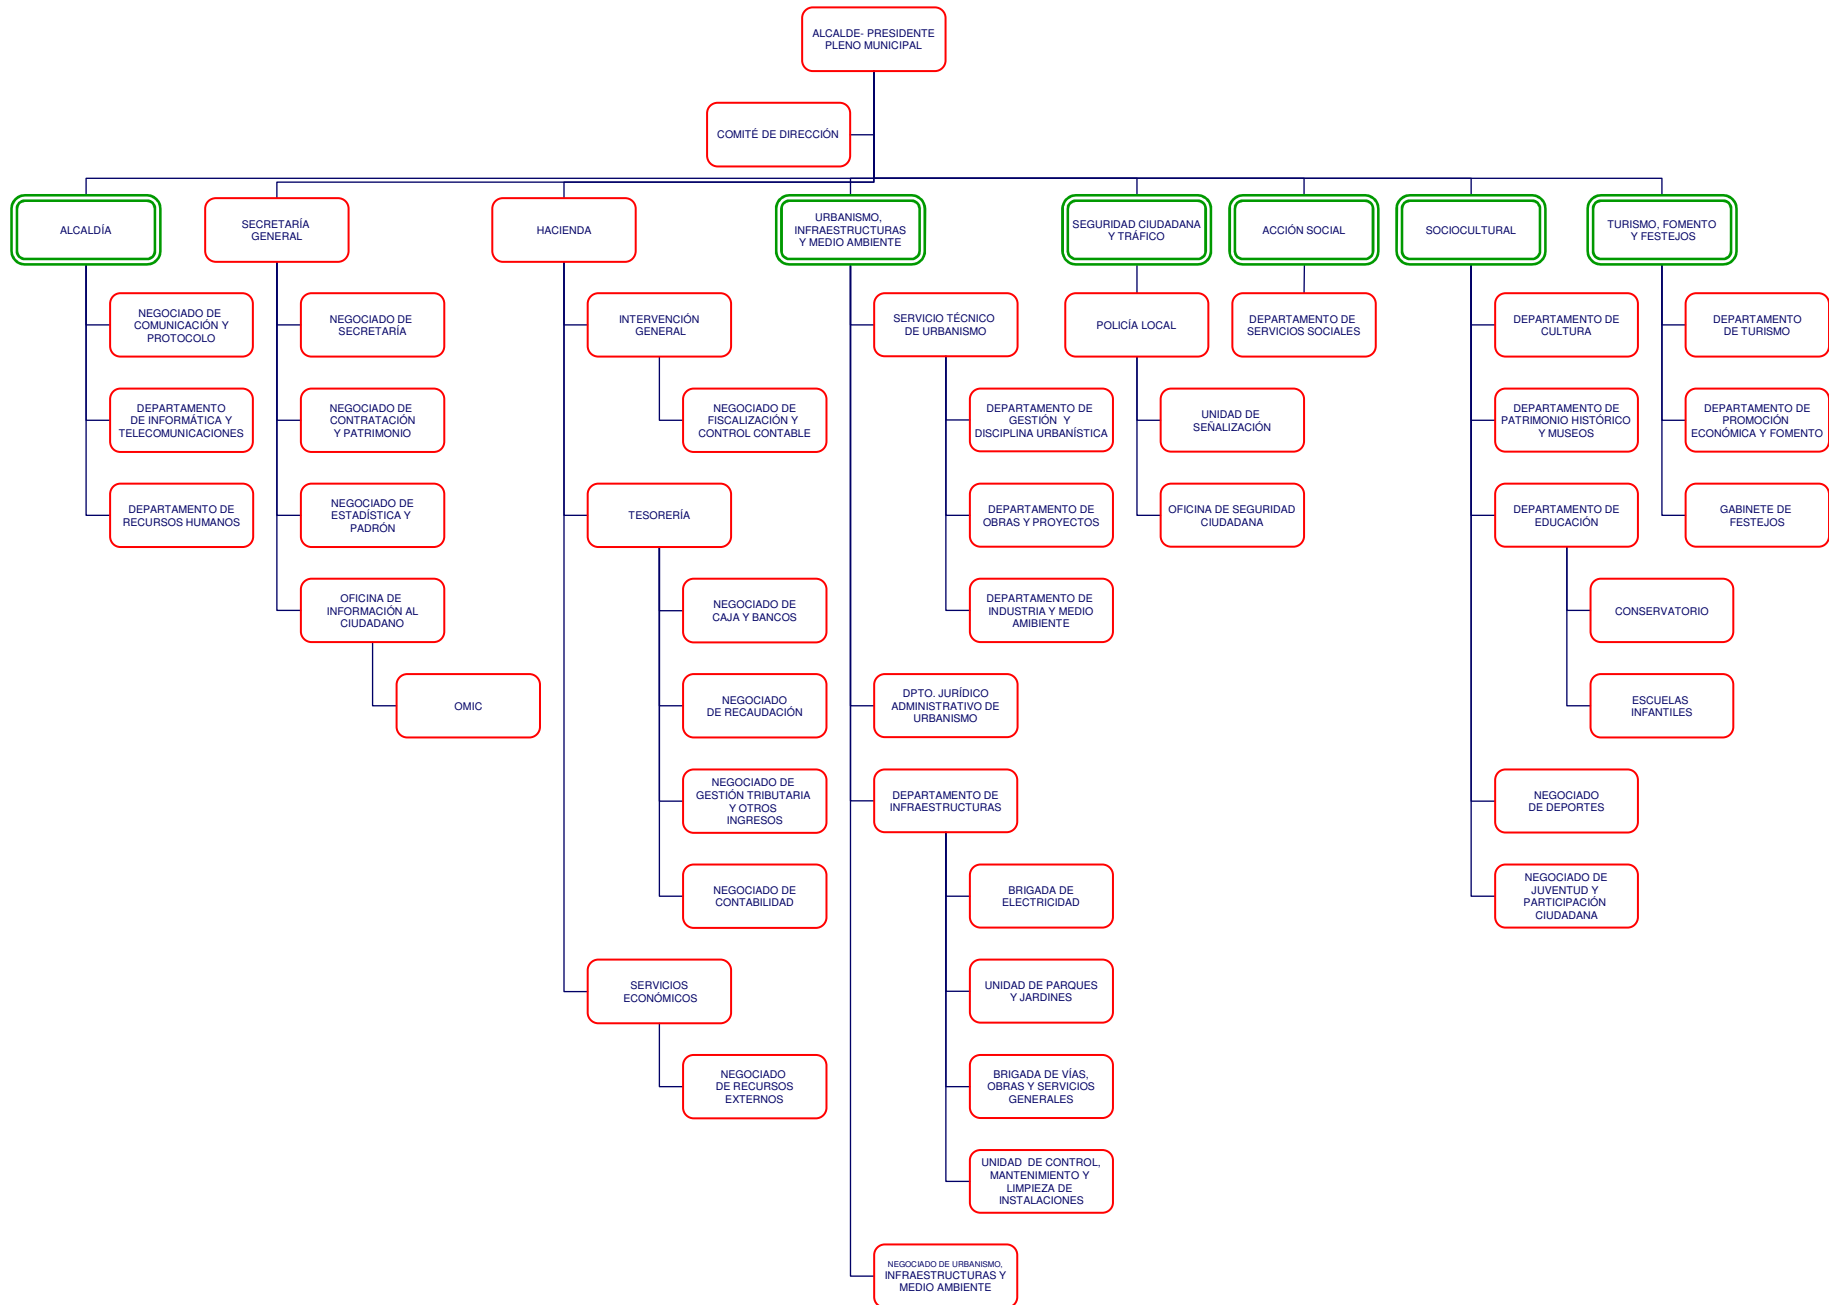 ALCALDE- PRESIDENTE
PLENO MUNICIPAL
COMITÉ DE DIRECCIÓN
ALCALDÍA
SECRETARÍA
GENERAL
HACIENDA
URBANISMO,
INFRAESTRUCTURAS
Y MEDIO AMBIENTE
SEGURIDAD CIUDADANA
Y TRÁFICO
ACCIÓN SOCIAL
SOCIOCULTURAL
TURISMO, FOMENTO
Y FESTEJOS
NEGOCIADO DE
COMUNICACIÓN Y
PROTOCOLO
NEGOCIADO DE
SECRETARÍA
INTERVENCIÓN
GENERAL
SERVICIO TÉCNICO
DE URBANISMO
POLICÍA LOCAL
DEPARTAMENTO DE
SERVICIOS SOCIALES
DEPARTAMENTO DE
CULTURA
DEPARTAMENTO
DE TURISMO
DEPARTAMENTO
DE INFORMÁTICA Y
TELECOMUNICACIONES
NEGOCIADO DE
CONTRATACIÓN
Y PATRIMONIO
NEGOCIADO DE
FISCALIZACIÓN Y
CONTROL CONTABLE
DEPARTAMENTO DE
GESTIÓN  Y
DISCIPLINA URBANÍSTICA
UNIDAD DE
SEÑALIZACIÓN
DEPARTAMENTO DE
PATRIMONIO HISTÓRICO
Y MUSEOS
DEPARTAMENTO DE
PROMOCIÓN
ECONÓMICA Y FOMENTO
DEPARTAMENTO DE
RECURSOS HUMANOS
NEGOCIADO DE
ESTADÍSTICA Y
PADRÓN
TESORERÍA
DEPARTAMENTO DE
OBRAS Y PROYECTOS
OFICINA DE SEGURIDAD
CIUDADANA
DEPARTAMENTO DE
EDUCACIÓN
GABINETE DE
FESTEJOS
OFICINA DE
INFORMACIÓN AL
CIUDADANO
NEGOCIADO DE
CAJA Y BANCOS
DEPARTAMENTO DE
INDUSTRIA Y MEDIO
AMIBIENTE
CONSERVATORIO
OMIC
NEGOCIADO
DE RECAUDACIÓN
DPTO. JURÍDICO
ADMINISTRATIVO DE
URBANISMO
ESCUELAS
INFANTILES
NEGOCIADO DE
GESTIÓN TRIBUTARIA
Y OTROS
INGRESOS
DEPARTAMENTO DE
INFRAESTRUCTURAS
NEGOCIADO
DE DEPORTES
NEGOCIADO DE
CONTABILIDAD
BRIGADA DE
ELECTRICIDAD
NEGOCIADO DE
JUVENTUD Y
PARTICIPACIÓN
CIUDADANA
SERVICIOS
ECONÓMICOS
UNIDAD DE PARQUES
Y JARDINES
NEGOCIADO
DE RECURSOS
EXTERNOS
BRIGADA DE VÍAS,
OBRAS Y SERVICIOS
GENERALES
UNIDAD  DE CONTROL,
MANTENIMIENTO Y
LIMPIEZA DE
INSTALACIONES
NEGOCIADO DE URBANISMO,
INFRAESTRUCTURAS Y
MEDIO AMBIENTE